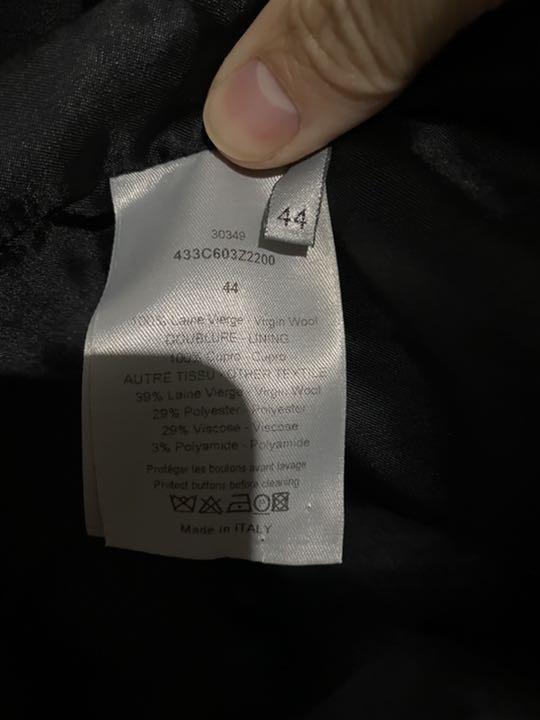 44
30349
433C603Z2200
44
100% Laine Vierge - Virgin Wool
DOUBLURE - LINING
100% Cupro - Cupro
AUTRE TISSU - OTHER TEXTILE
39% Laine Vierge - Virgin Wool
29% Polyester - Polyester
29% Viscose - Viscose
3% Polyamide - Polyamide
Protéger les boutons avant lavage
Protect buttons before cleaning
Made in ITALY